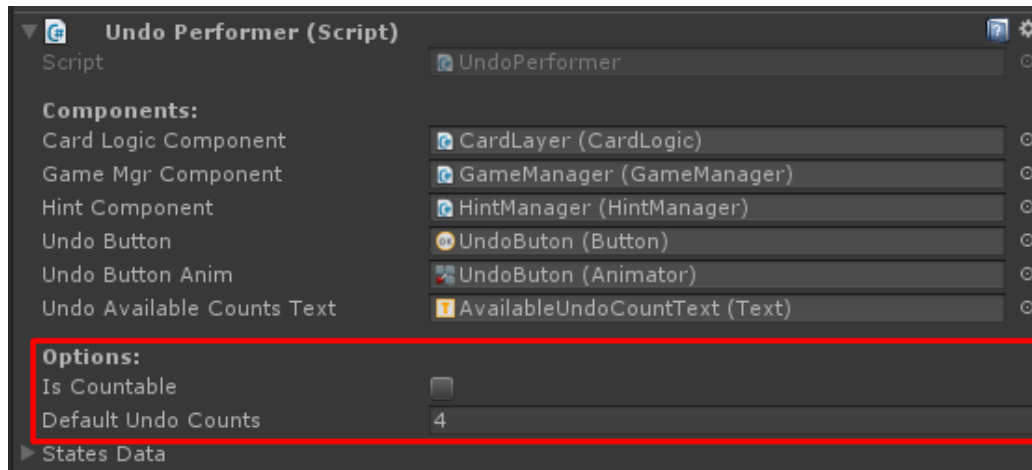 Undo Performer (Script)
Script UndoPerformer
Components:
Card Logic Component CardLayer (CardLogic)
Game Mgr Component GameManager (GameManager)
Hint Component HintManager (HintManager)
Undo Button UndoButon (Button)
Undo Button Anim UndoButon (Animator)
Undo Available Counts Text AvailableUndoCountText (Text)
Options:
Is Countable
Default Undo Counts 4
States Data